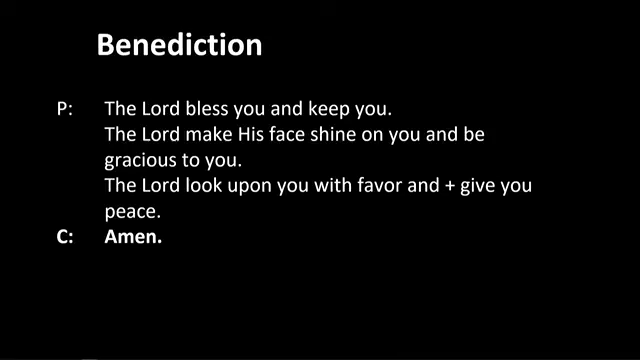 Benediction
P: The Lord bless you and keep you.
The Lord make His face shine on you and be
gracious to you.
The Lord look upon you with favor and + give you
peace.
C: Amen.